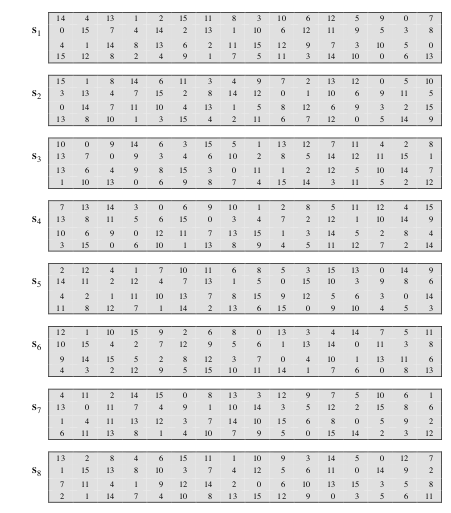 S1
14 4 13 1 2 15 11 8 3 10 6 12 5 9 0 7
0 15 7 4 14 2 13 1 10 6 12 11 9 5 3 8
4 1 14 8 13 6 2 11 15 12 9 7 3 10 5 0
15 12 8 2 4 9 1 7 5 11 3 14 10 0 6 13
S2
15 1 8 14 6 11 3 4 9 7 2 13 12 0 5 10
3 13 4 7 15 2 8 14 12 0 1 10 6 9 11 5
0 14 7 11 10 4 13 1 5 8 12 6 9 3 2 15
13 8 10 1 3 15 4 2 11 6 7 12 0 5 14 9
S3
10 0 9 14 6 3 15 5 1 13 12 7 11 4 2 8
13 7 0 9 3 4 6 10 2 8 5 14 12 11 15 1
13 6 4 9 8 15 3 0 11 1 2 12 5 10 14 7
1 10 13 0 6 9 8 7 4 15 14 3 11 5 2 12
S4
7 13 14 3 0 6 9 10 1 2 8 5 11 12 4 15
13 8 11 5 6 15 0 3 4 7 2 12 1 10 14 9
10 6 9 0 12 11 7 13 15 1 3 14 5 2 8 4
3 15 0 6 10 1 13 8 9 4 5 11 12 7 2 14
S5
2 12 4 1 7 10 11 6 8 5 3 15 13 0 14 9
14 11 2 12 4 7 13 1 5 0 15 10 3 9 8 6
4 2 1 11 10 13 7 8 15 9 12 5 6 3 0 14
11 8 12 7 1 14 2 13 6 15 0 9 10 4 5 3
S6
12 1 10 15 9 2 6 8 0 13 3 4 14 7 5 11
10 15 4 2 7 12 9 5 6 1 13 14 0 11 3 8
9 14 15 5 2 8 12 3 7 0 4 10 1 13 11 6
4 3 2 12 9 5 15 10 11 14 1 7 6 0 8 13
S7
4 11 2 14 15 0 8 13 3 12 9 7 5 10 6 1
13 0 11 7 4 9 1 10 14 3 5 12 2 15 8 6
1 4 11 13 12 3 7 14 10 15 6 8 0 5 9 2
6 11 13 8 1 4 10 7 9 5 0 15 14 2 3 12
S8
13 2 8 4 6 15 11 1 10 9 3 14 5 0 12 7
1 15 13 8 10 3 7 4 12 5 6 11 0 14 9 2
7 11 4 1 9 12 14 2 0 6 10 13 15 3 5 8
2 1 14 7 4 10 8 13 15 12 9 0 3 5 6 11